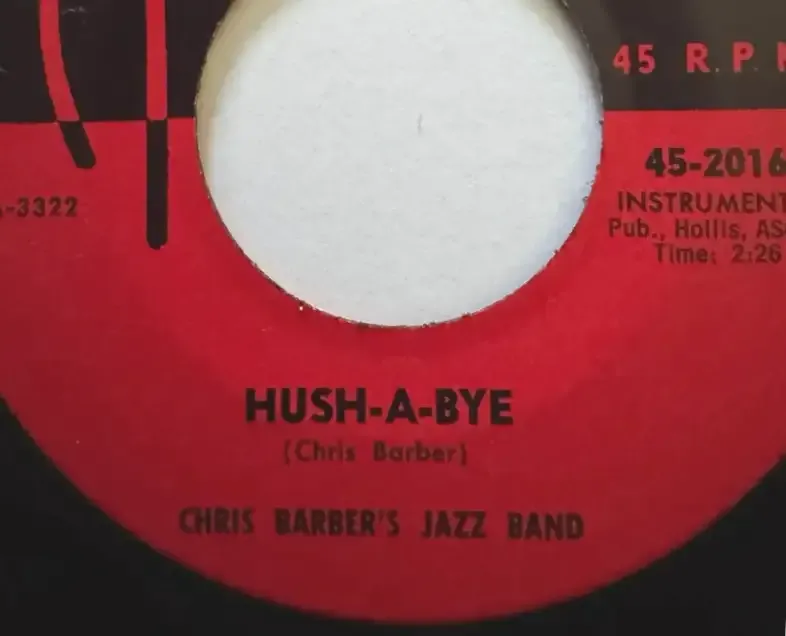 45 R.P.
45-2016
-3322
INSTRUMENT
Pub., Hollis, AS
Time: 2:26
HUSH-A-BYE
(Chris Barber)
CHRIS BARBER'S JAZZ BAND